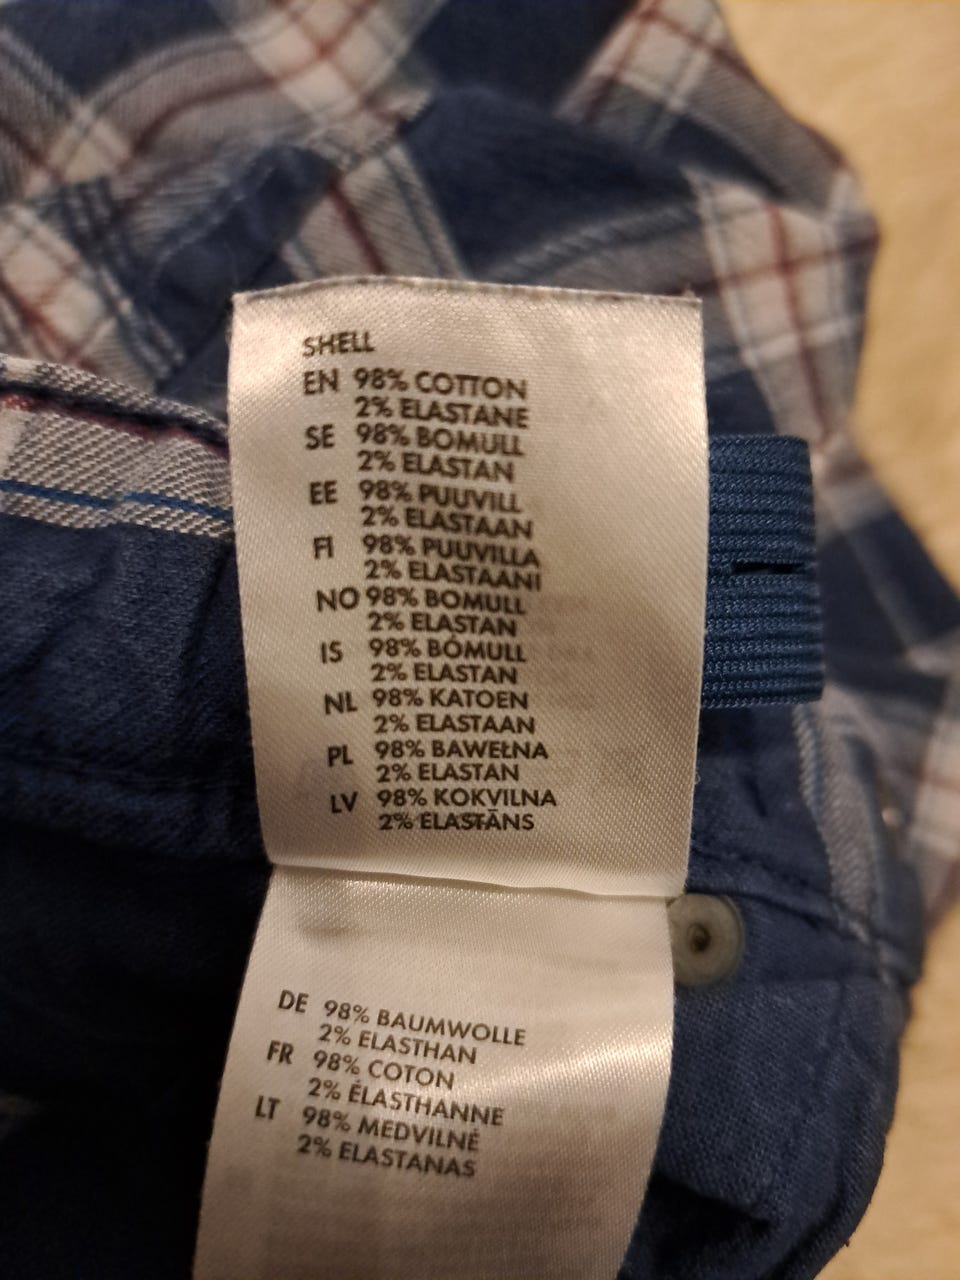 SHELL
EN 98% COTTON
2% ELASTANE
SE 98% BOMULL
2% ELASTAN
EE 98% PUUVILL
2% ELASTAAN
FI 98% PUUVILLA
2% ELASTAANI
NO 98% BOMULL
2% ELASTAN
IS 98% BÓMULL
2% ELASTAN
NL 98% KATOEN
2% ELASTAAN
PL 98% BAWEŁNA
2% ELASTAN
LV 98% KOKVILNA
2% ELASTĀNS
DE 98% BAUMWOLLE
2% ELASTHAN
FR 98% COTON
2% ÉLASTHANNE
LT 98% MEDVILNĖ
2% ELASTANAS